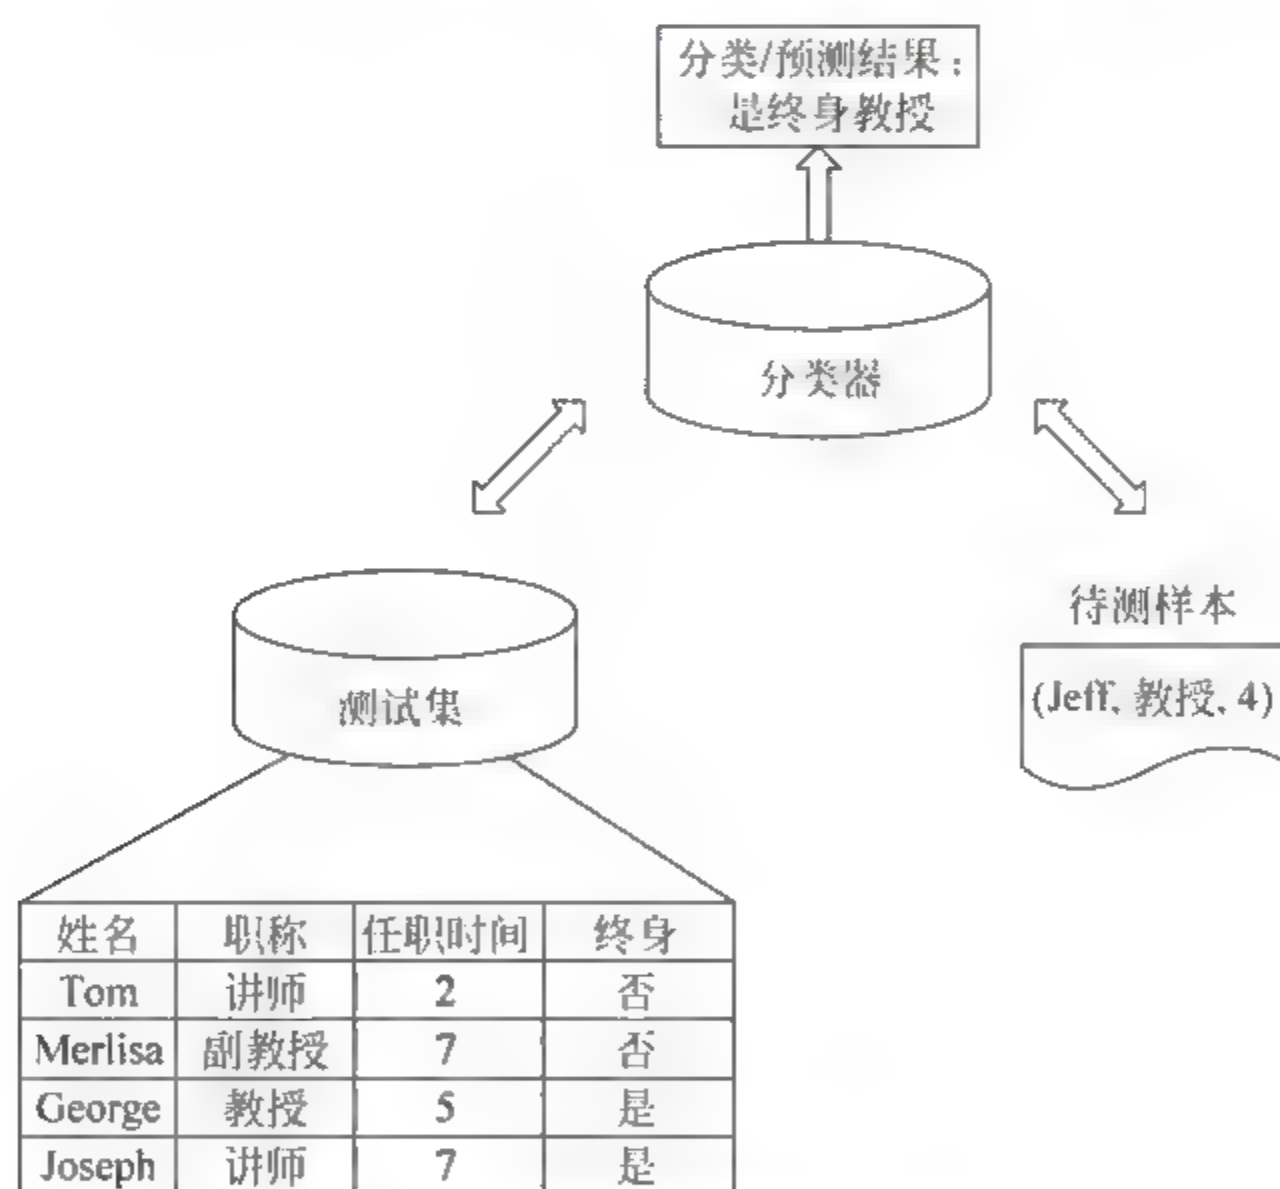 分类/预测结果：
是终身教授
分类器
待测样本
(Jeff, 教授, 4)
测试集
姓名 职称 任职时间 终身
Tom 讲师 2 否
Merlisa 副教授 7 否
George 教授 5 是
Joseph 讲师 7 是